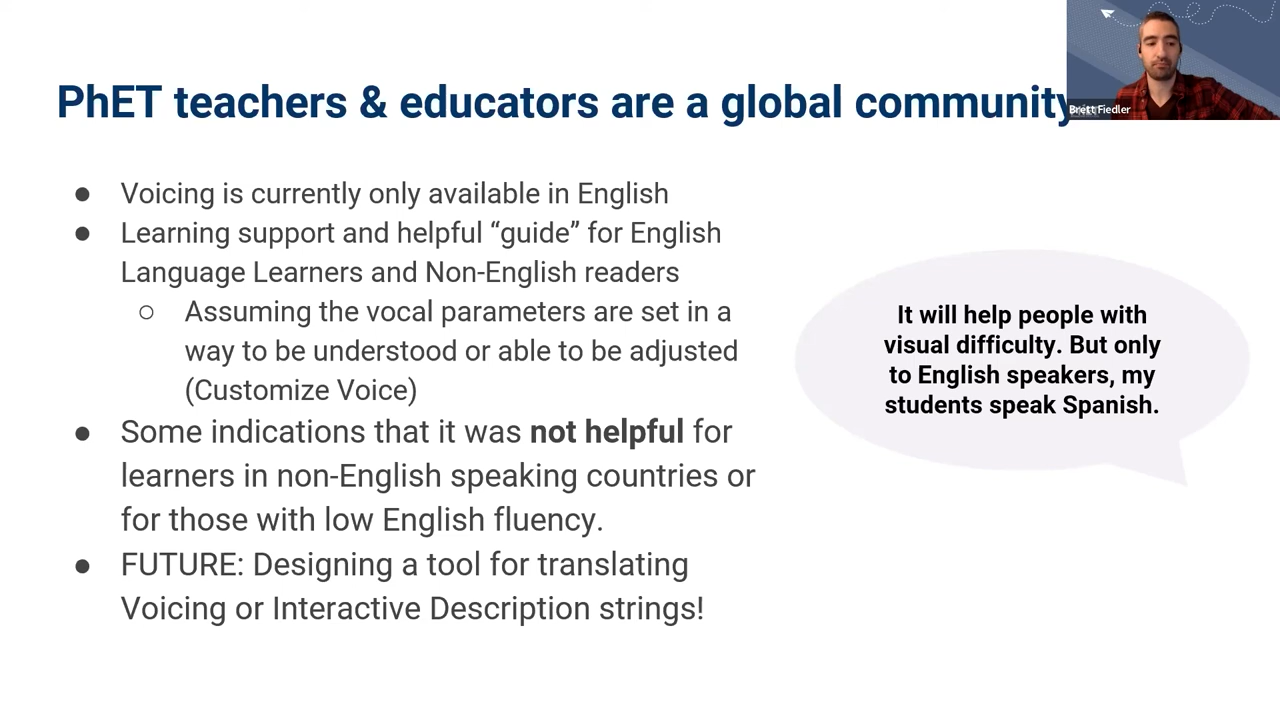 PhET teachers & educators are a global community
Brett Fiedler
● Voicing is currently only available in English
● Learning support and helpful “guide” for English
Language Learners and Non-English readers
○ Assuming the vocal parameters are set in a
way to be understood or able to be adjusted
(Customize Voice)
● Some indications that it was not helpful for
learners in non-English speaking countries or
for those with low English fluency.
● FUTURE: Designing a tool for translating
Voicing or Interactive Description strings!
It will help people with
visual difficulty. But only
to English speakers, my
students speak Spanish.